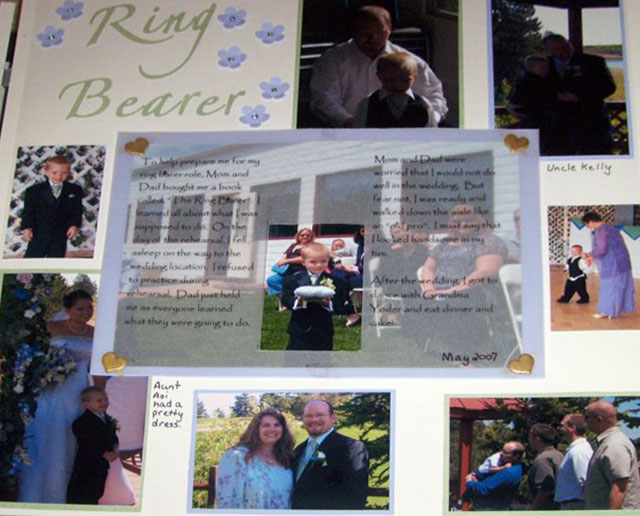 Ring
Bearer
To help prepare me for my
ring bearer role, Mom and
Dad bought me a book
called "The Ring Bearer". I
learned all about what I was
supposed to do. On the
day of the rehearsal, I fell
asleep on the way to the
wedding location. I refused
to practice during
rehearsal. Dad just held
me as everyone learned
what they were going to do.
Mom and Dad were
worried that I would not do
well in the wedding. But
fear not, I was ready and
walked down the aisle like
an "old pro". I must say that
I looked handsome in my
tux.
After the wedding, I got to
dance with Grandma
Yoder and eat dinner and
cake!
May 2007
Uncle Kelly
Aunt
Aoi
had a
pretty
dress.